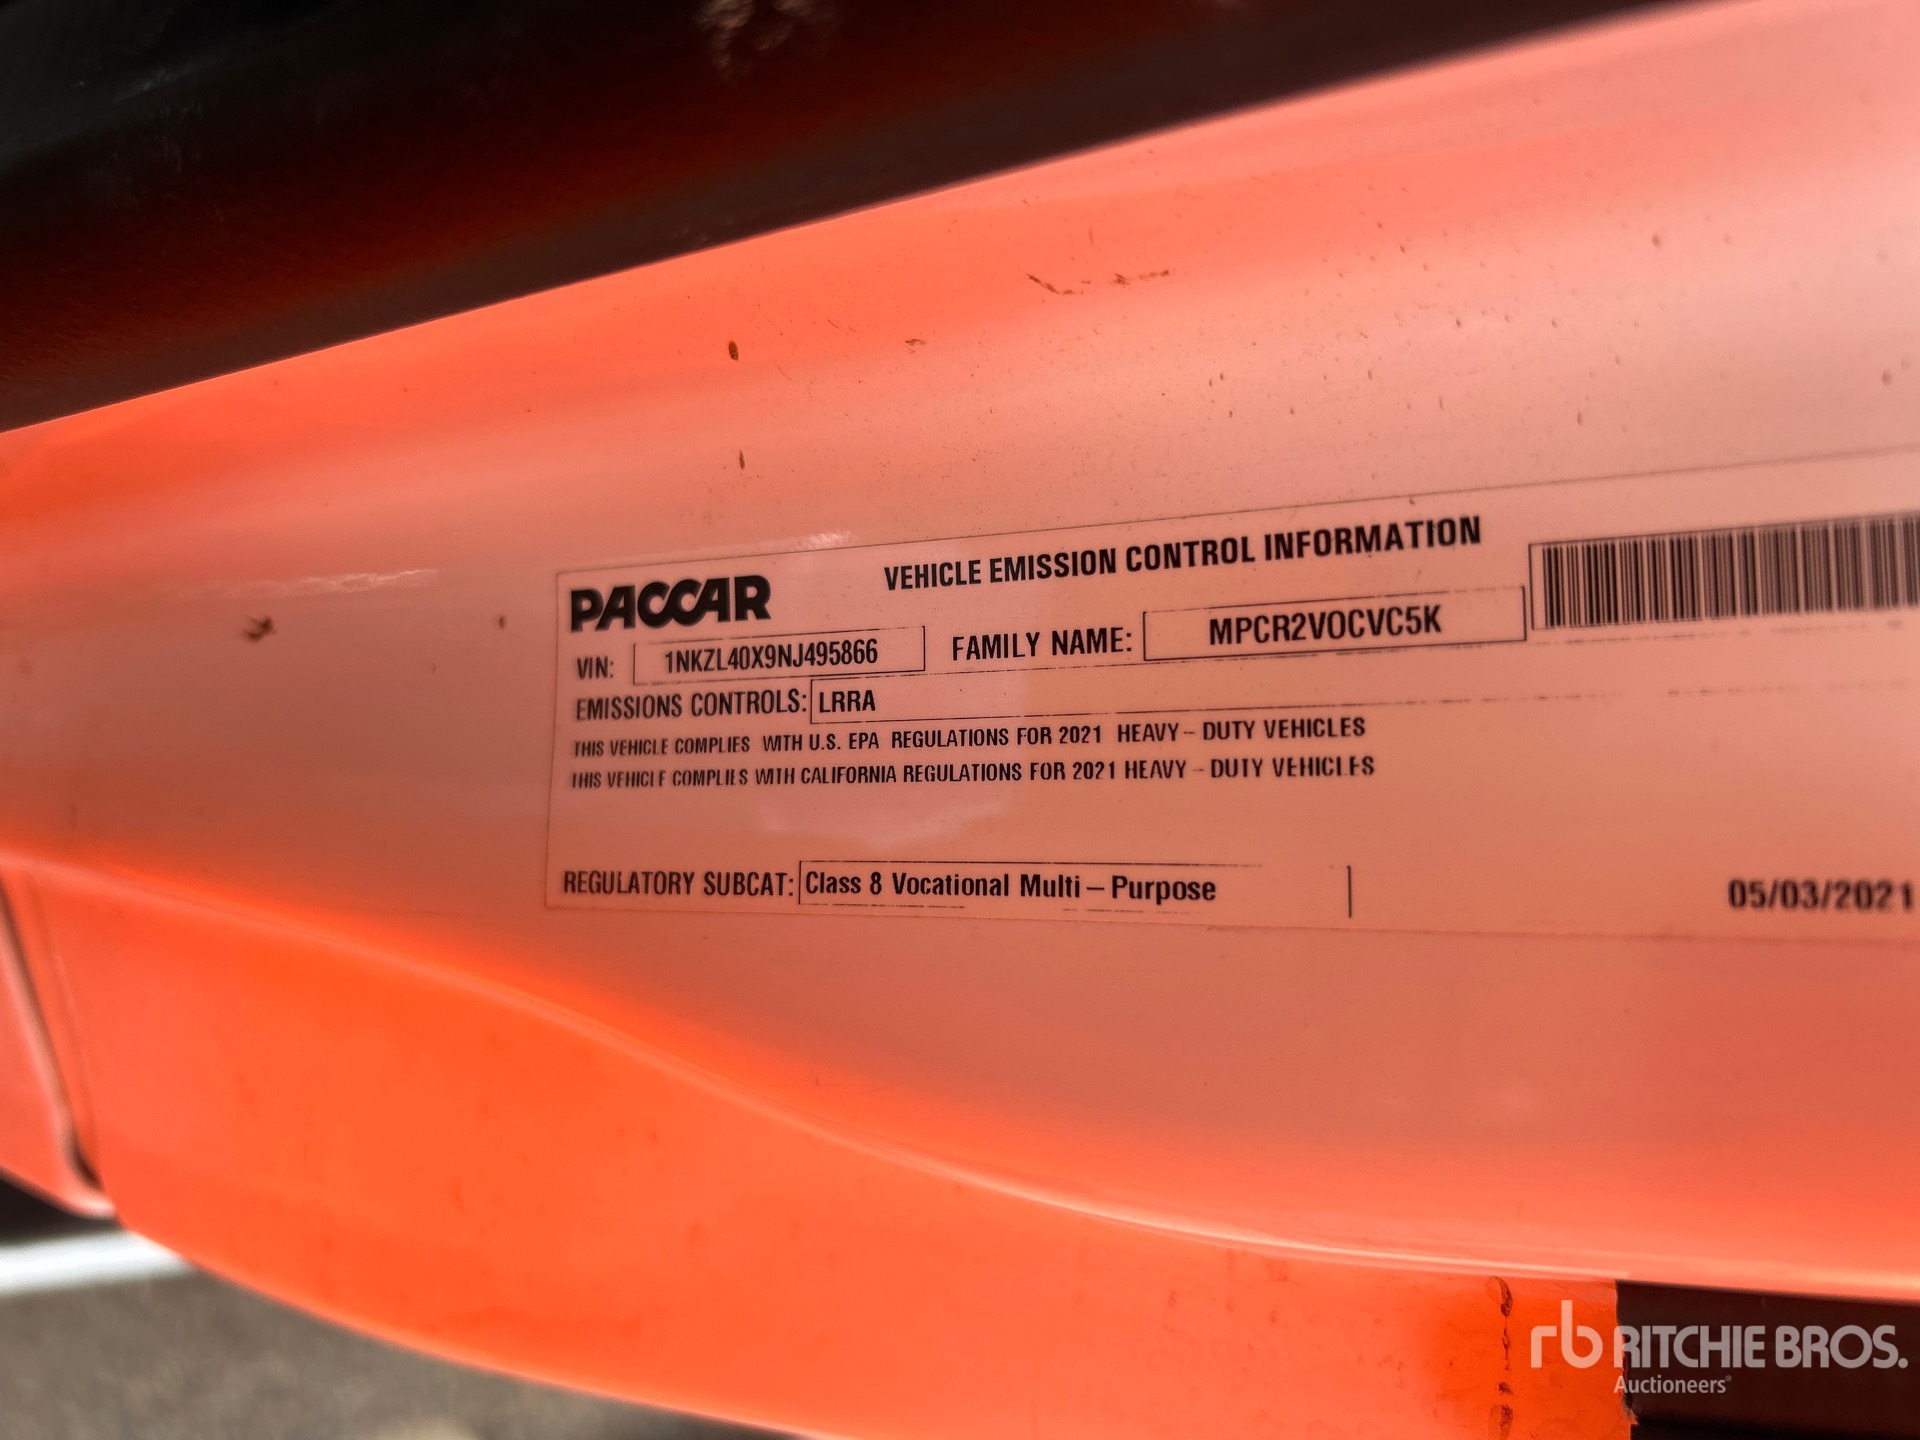 PACCAR VEHICLE EMISSION CONTROL INFORMATION
VIN: 1NKZL40X9NJ495866 FAMILY NAME: MPCR2VOCVC5K
EMISSIONS CONTROLS: LRRA
THIS VEHICLE COMPLIES WITH U.S. EPA REGULATIONS FOR 2021 HEAVY - DUTY VEHICLES
THIS VEHICLE COMPLIES WITH CALIFORNIA REGULATIONS FOR 2021 HEAVY - DUTY VEHICLES
REGULATORY SUBCAT: Class 8 Vocational Multi - Purpose 05/03/2021
rb RITCHIE BROS.
Auctioneers®